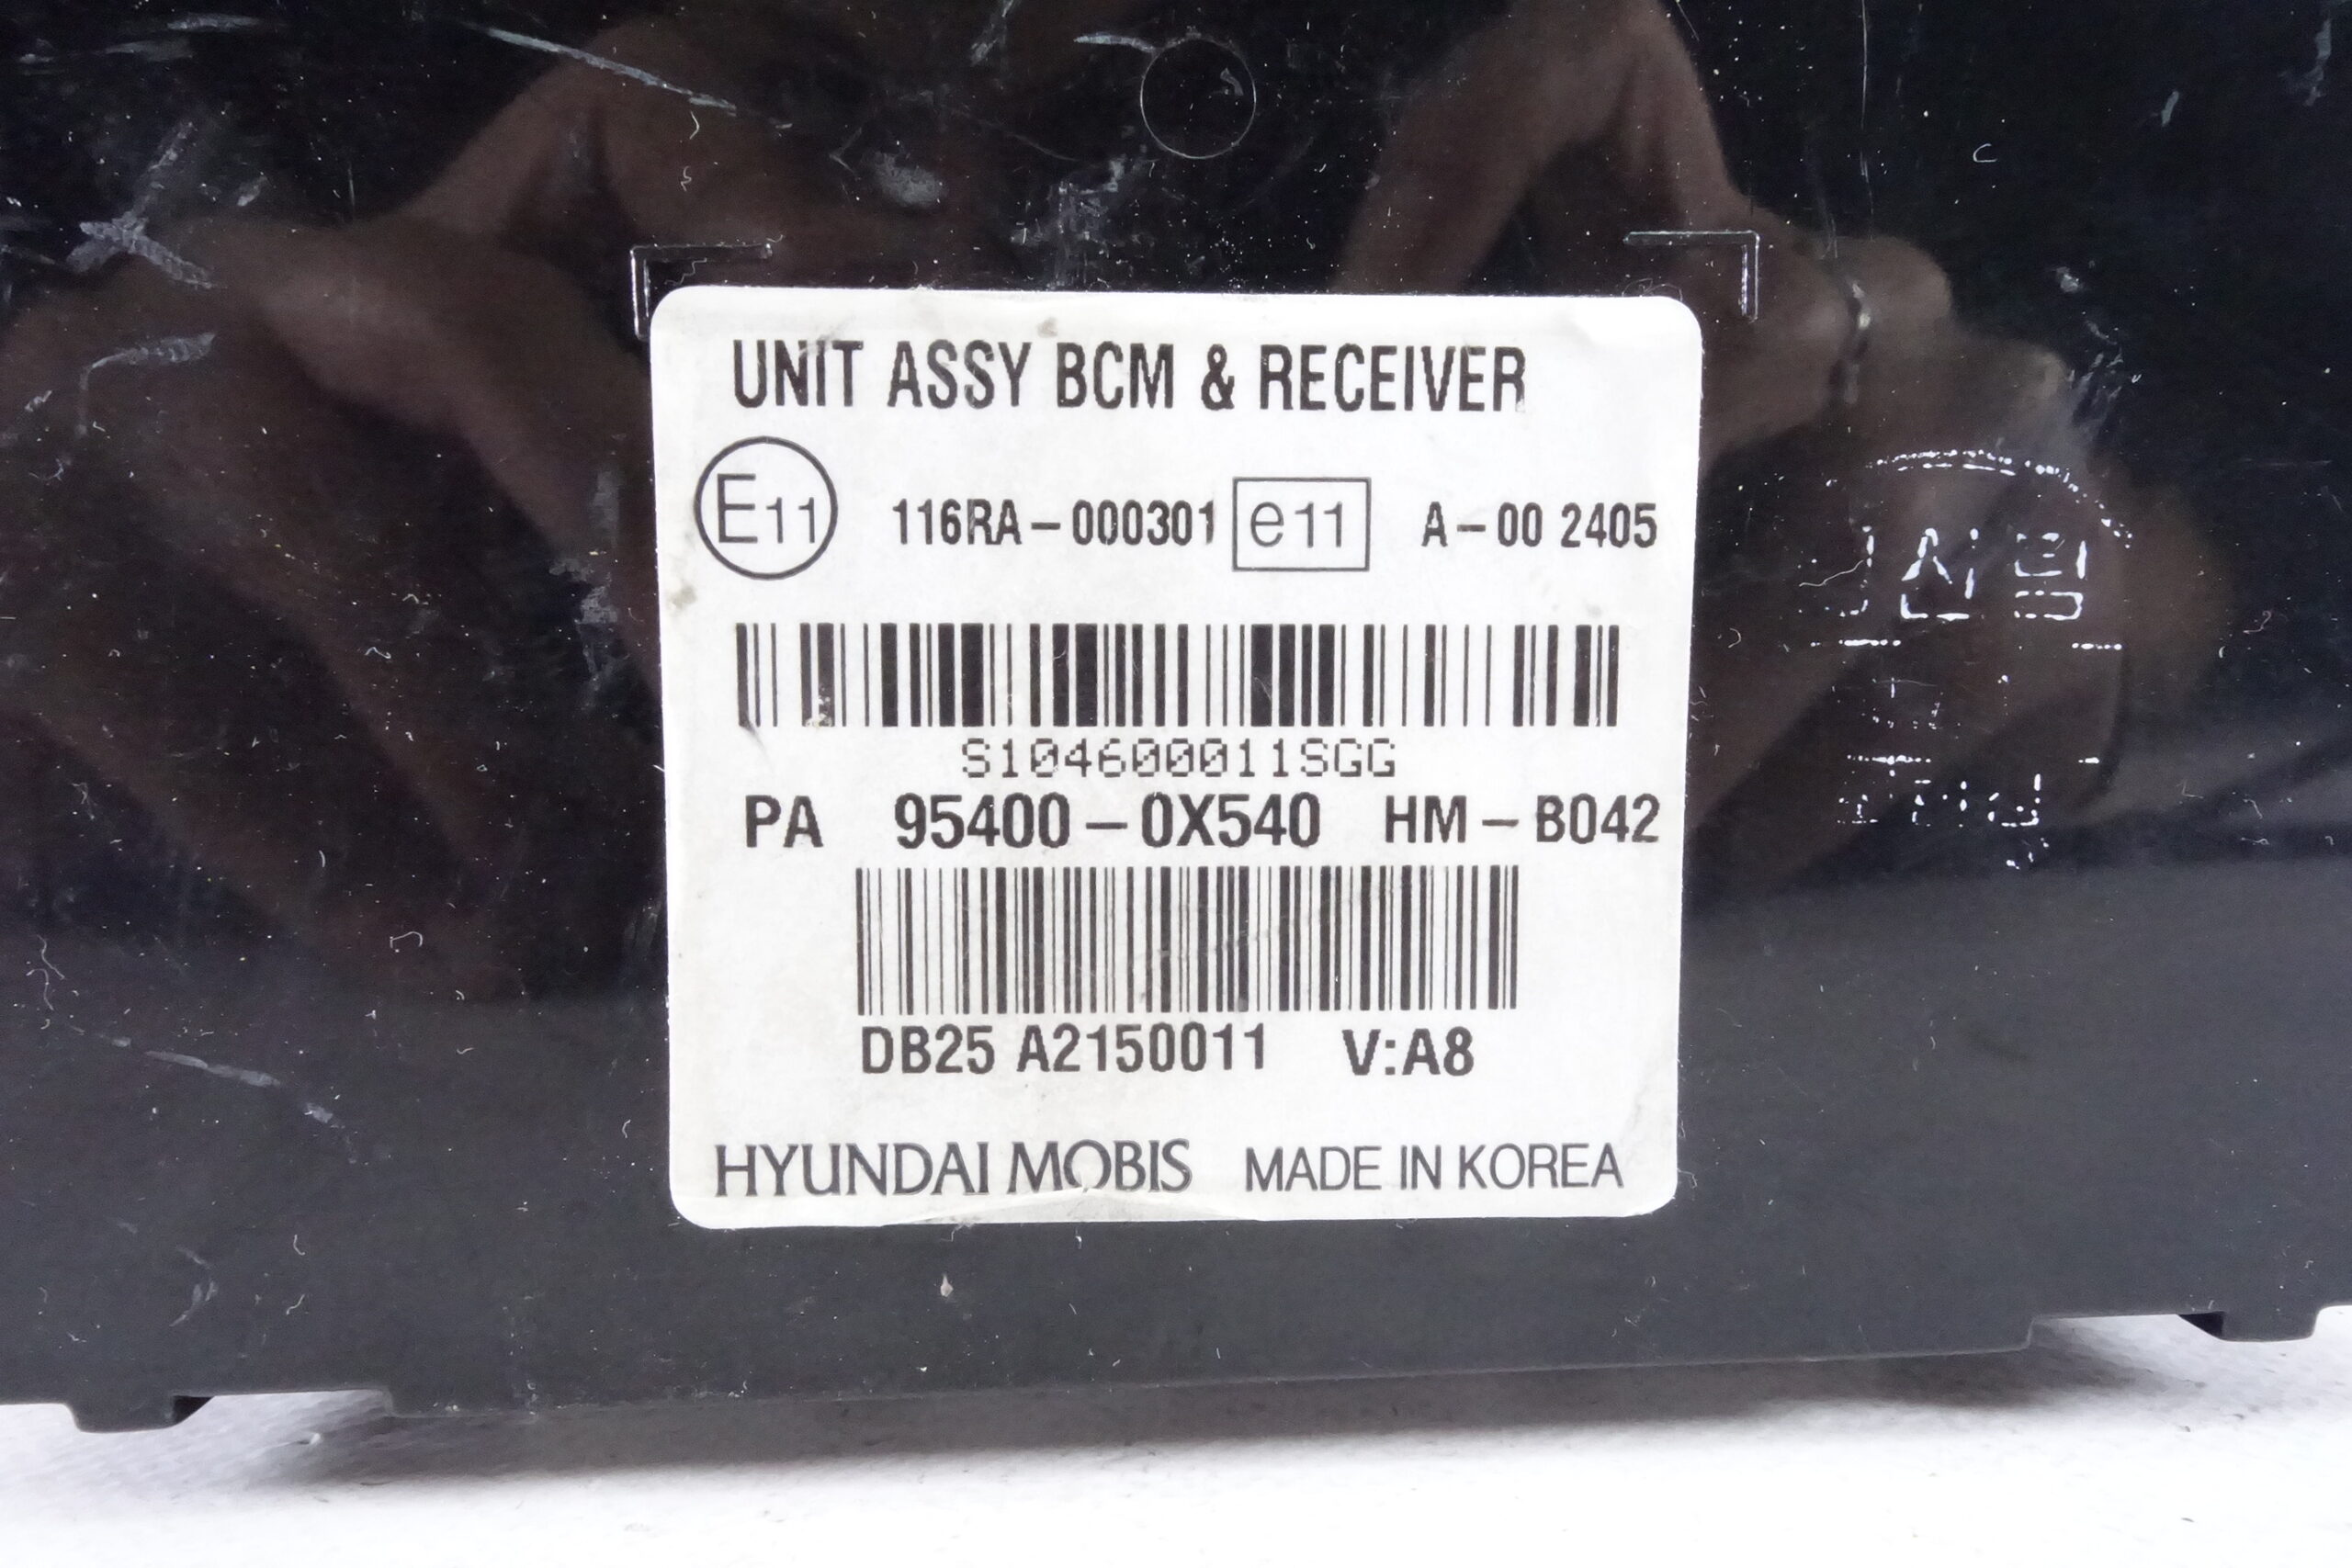 UNIT ASSY BCM & RECEIVER
E11 116RA-000301 e11 A-00 2405
S104600011SGG
PA 95400-0X540 HM-B042
DB25 A2150011 V:A8
HYUNDAI MOBIS MADE IN KOREA